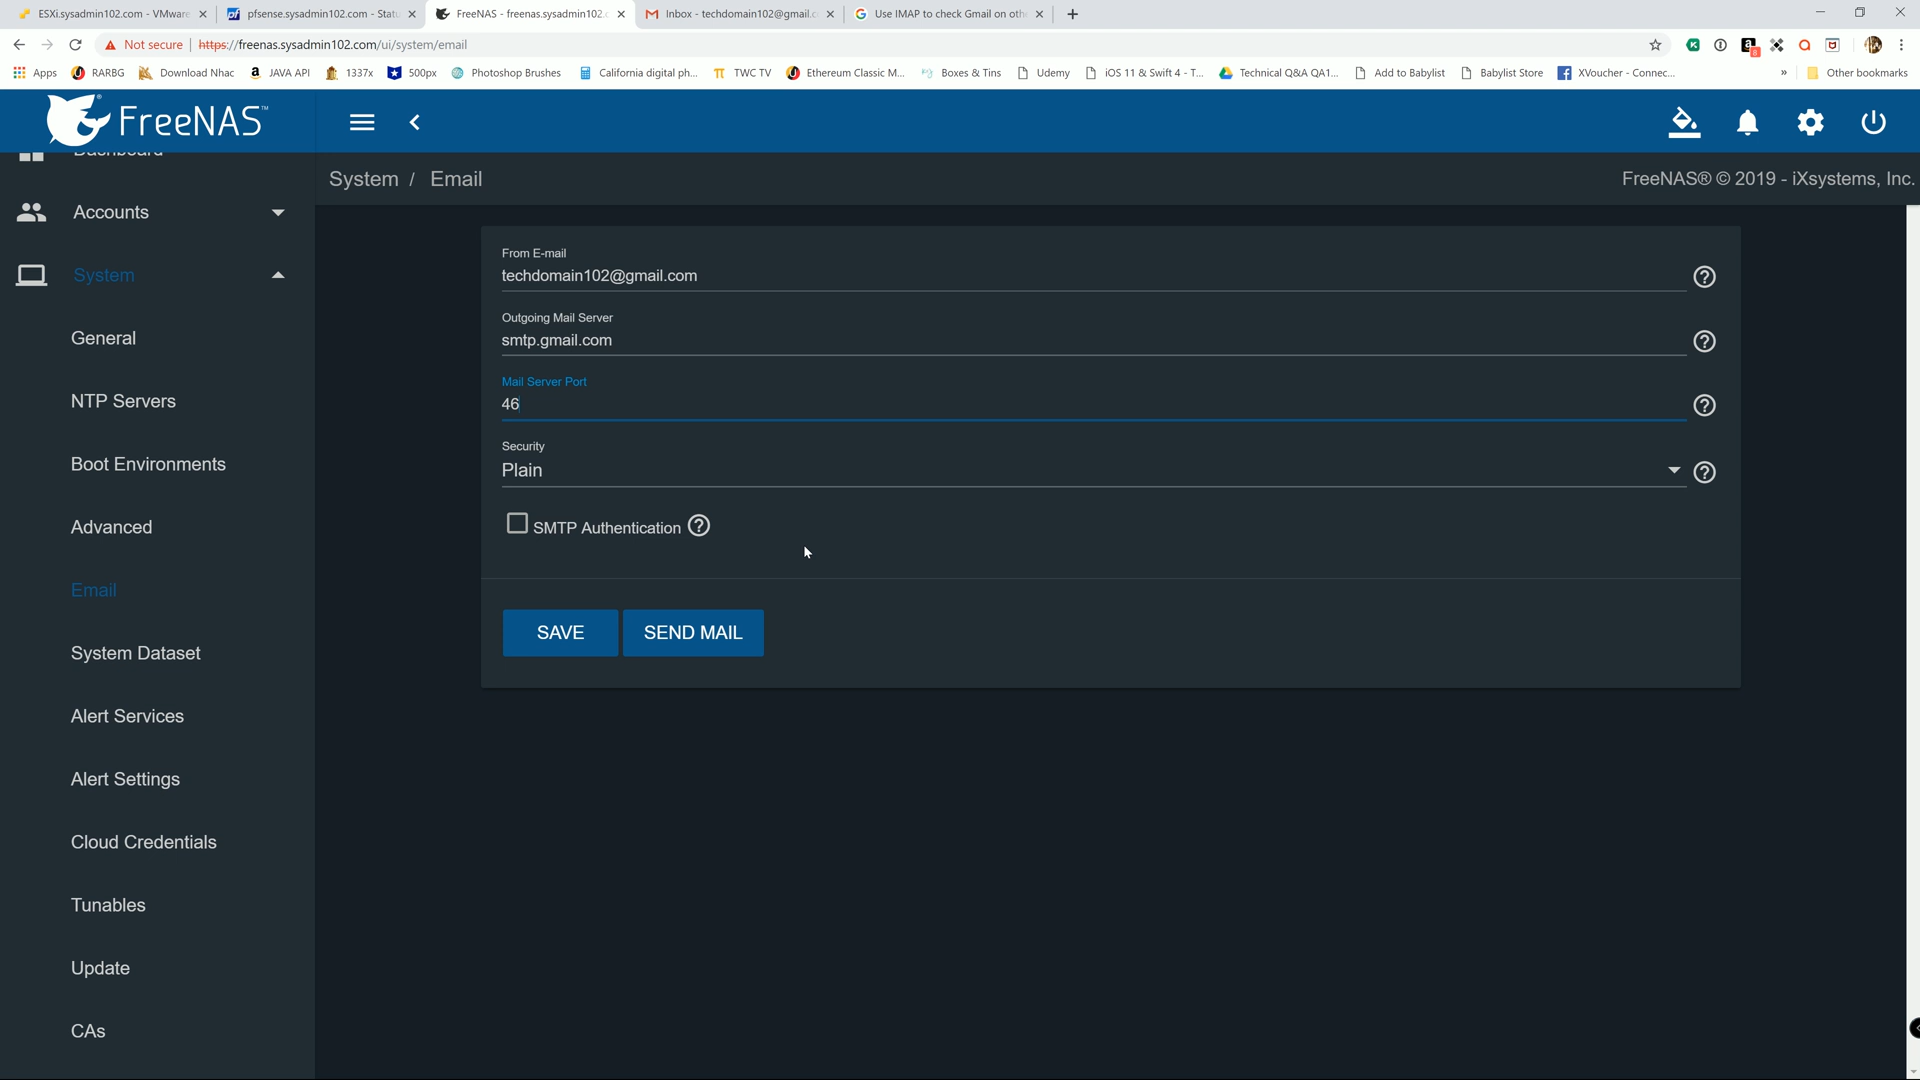 ESXi.sysadmin102.com - VMware
pfsense.sysadmin102.com - Statu
FreeNAS - freenas.sysadmin102.c
Inbox - techdomain102@gmail.c
Use IMAP to check Gmail on oth
Not secure
https://freenas.sysadmin102.com/ui/system/email
8
Apps
RARBG
Download Nhac
JAVA API
1337x
500px
Photoshop Brushes
California digital ph...
TWC TV
Ethereum Classic M...
Boxes & Tins
Udemy
iOS 11 & Swift 4 - T...
Technical Q&A QA1...
Add to Babylist
Babylist Store
XVoucher - Connec...
»
Other bookmarks
FreeNAS™
System / Email
FreeNAS® © 2019 - iXsystems, Inc.
Dashboard
Accounts
System
General
NTP Servers
Boot Environments
Advanced
Email
System Dataset
Alert Services
Alert Settings
Cloud Credentials
Tunables
Update
CAs
From E-mail
techdomain102@gmail.com
Outgoing Mail Server
smtp.gmail.com
Mail Server Port
46
Security
Plain
SMTP Authentication
SAVE
SEND MAIL